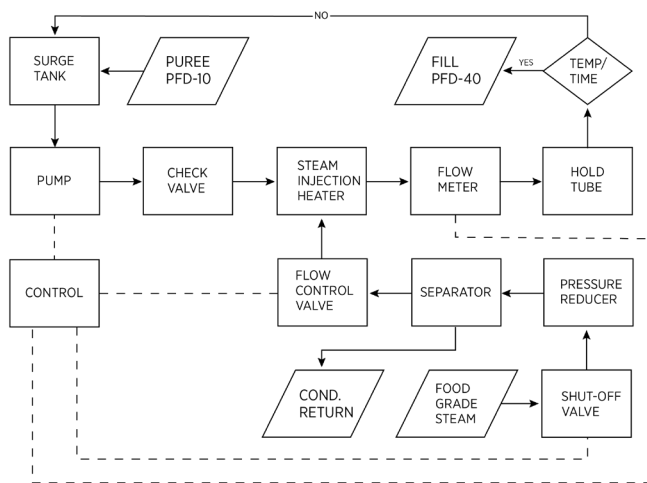 NO
SURGE
TANK
PUREE
PFD-10
FILL
PFD-40
YES
TEMP/
TIME
PUMP
CHECK
VALVE
STEAM
INJECTION
HEATER
FLOW
METER
HOLD
TUBE
CONTROL
FLOW
CONTROL
VALVE
SEPARATOR
PRESSURE
REDUCER
COND.
RETURN
FOOD
GRADE
STEAM
SHUT-OFF
VALVE